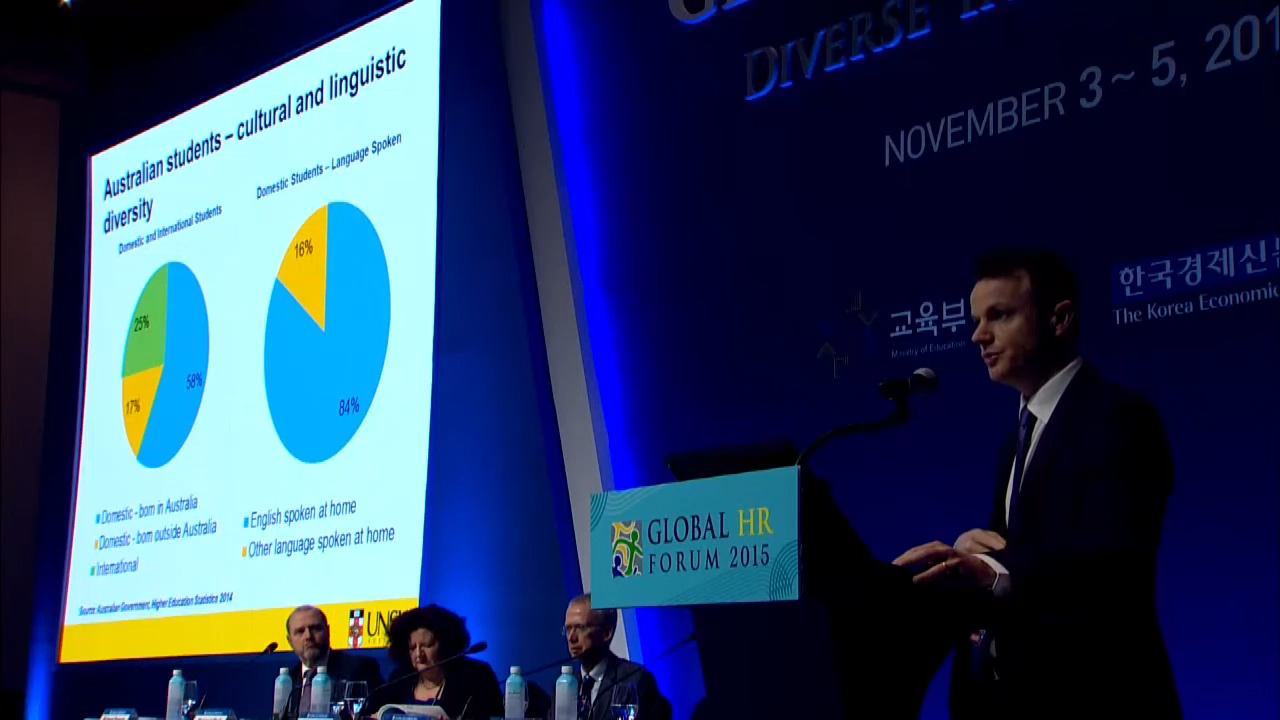 Australian students – cultural and linguistic
diversity
Domestic and International Students
Domestic Students – Language Spoken
25%
58%
17%
16%
84%
Domestic - born in Australia
Domestic - born outside Australia
International
English spoken at home
Other language spoken at home
Source: Australian Government, Higher Education Statistics 2014
DIVERSE
NOVEMBER 3 ~ 5, 201
교육부
Ministry of Education
한국경제신
The Korea Economic
GLOBAL HR
FORUM 2015